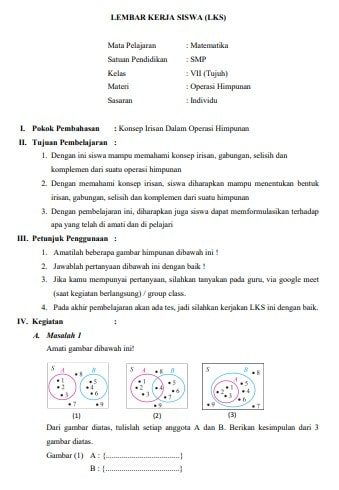 LEMBAR KERJA SISWA (LKS)
Mata Pelajaran : Matematika
Satuan Pendidikan : SMP
Kelas : VII (Tujuh)
Materi : Operasi Himpunan
Sasaran : Individu
I. Pokok Pembahasan : Konsep Irisan Dalam Operasi Himpunan
II. Tujuan Pembelajaran :
1. Dengan ini siswa mampu memahami konsep irisan, gabungan, selisih dan
komplemen dari suatu operasi himpunan
2. Dengan memahami konsep irisan, siswa diharapkan mampu menentukan bentuk
irisan, gabungan, selisih dan komplemen dari suatu himpunan
3. Dengan pembelajaran ini, diharapkan juga siswa dapat memformulasikan terhadap
apa yang telah di amati dan di pelajari
III. Petunjuk Penggunaan :
1. Amatilah beberapa gambar himpunan dibawah ini !
2. Jawablah pertanyaan dibawah ini dengan baik !
3. Jika kamu mempunyai pertanyaan, silahkan tanyakan pada guru, via google meet
(saat kegiatan berlangsung) / group class.
4. Pada akhir pembelajaran akan ada tes, jadi silahkan kerjakan LKS ini dengan baik.
IV. Kegiatan :
A. Masalah 1
Amati gambar dibawah ini!
S A •8 B
•1 •2 •3 •5 •4 •6
•7 •9
(1)
S A •8 B
•1 •2 •3 •4 •5 •6 •7
•9
(2)
S B •8
A •1 •2 •3 •5 •4 •6
•9 •7
(3)
Dari gambar diatas, tulislah setiap anggota A dan B. Berikan kesimpulan dari 3
gambar diatas.
Gambar (1) A : {......................................}
B : {......................................}